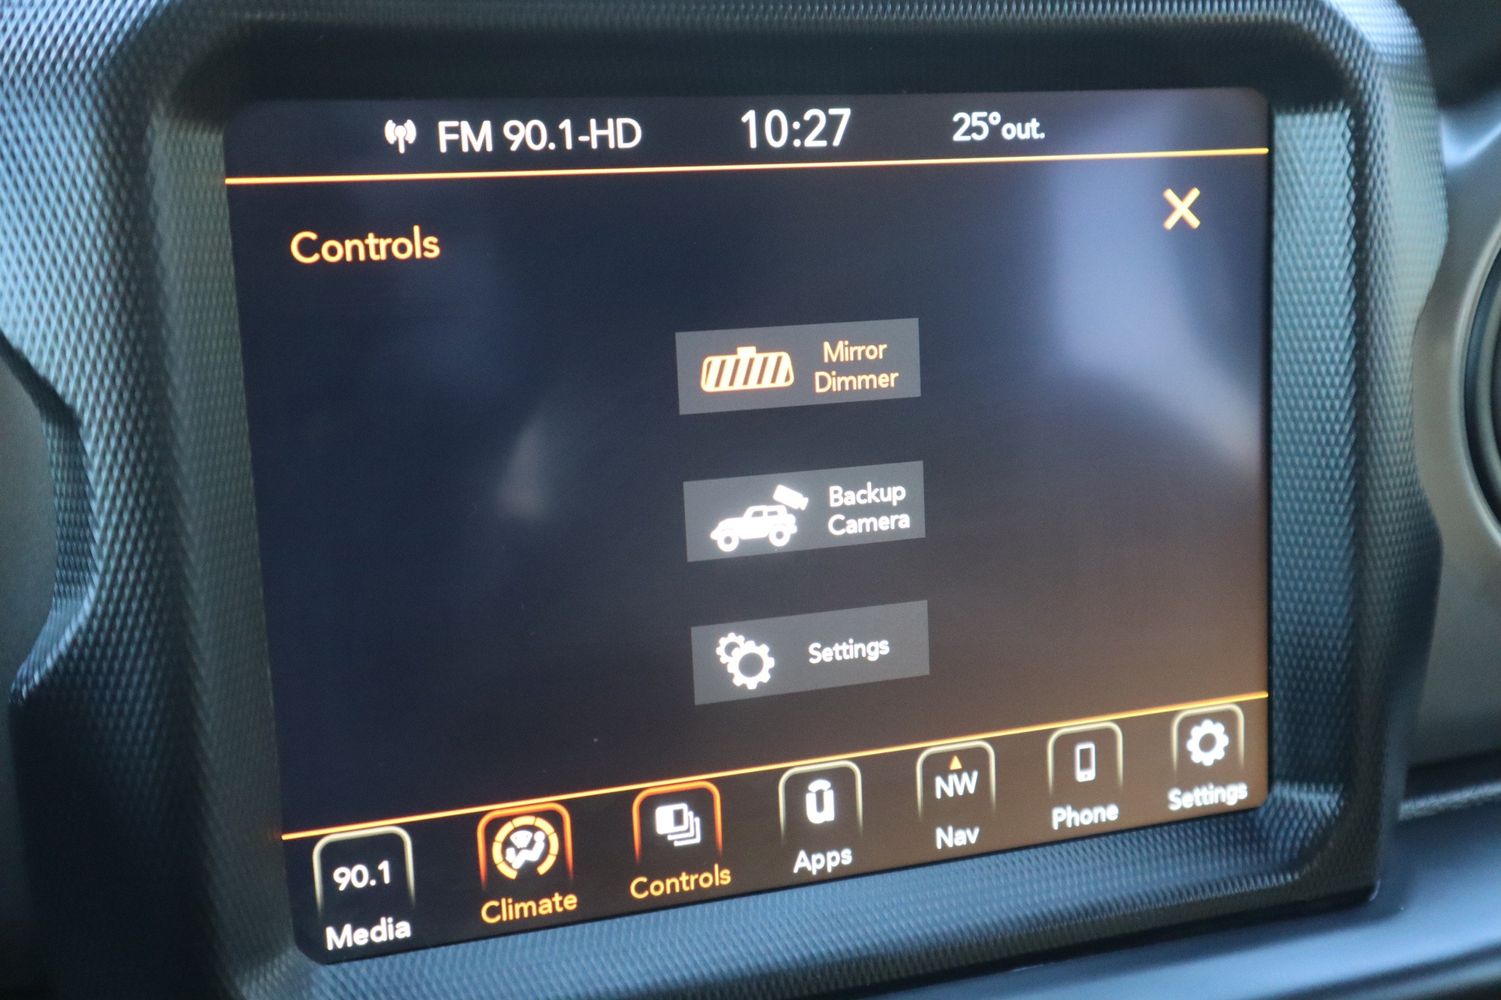 FM 90.1-HD 10:27 25°out.
Controls
Mirror
Dimmer
Backup
Camera
Settings
90.1
Media
Climate
Controls
Apps
NW
Nav
Phone
Settings